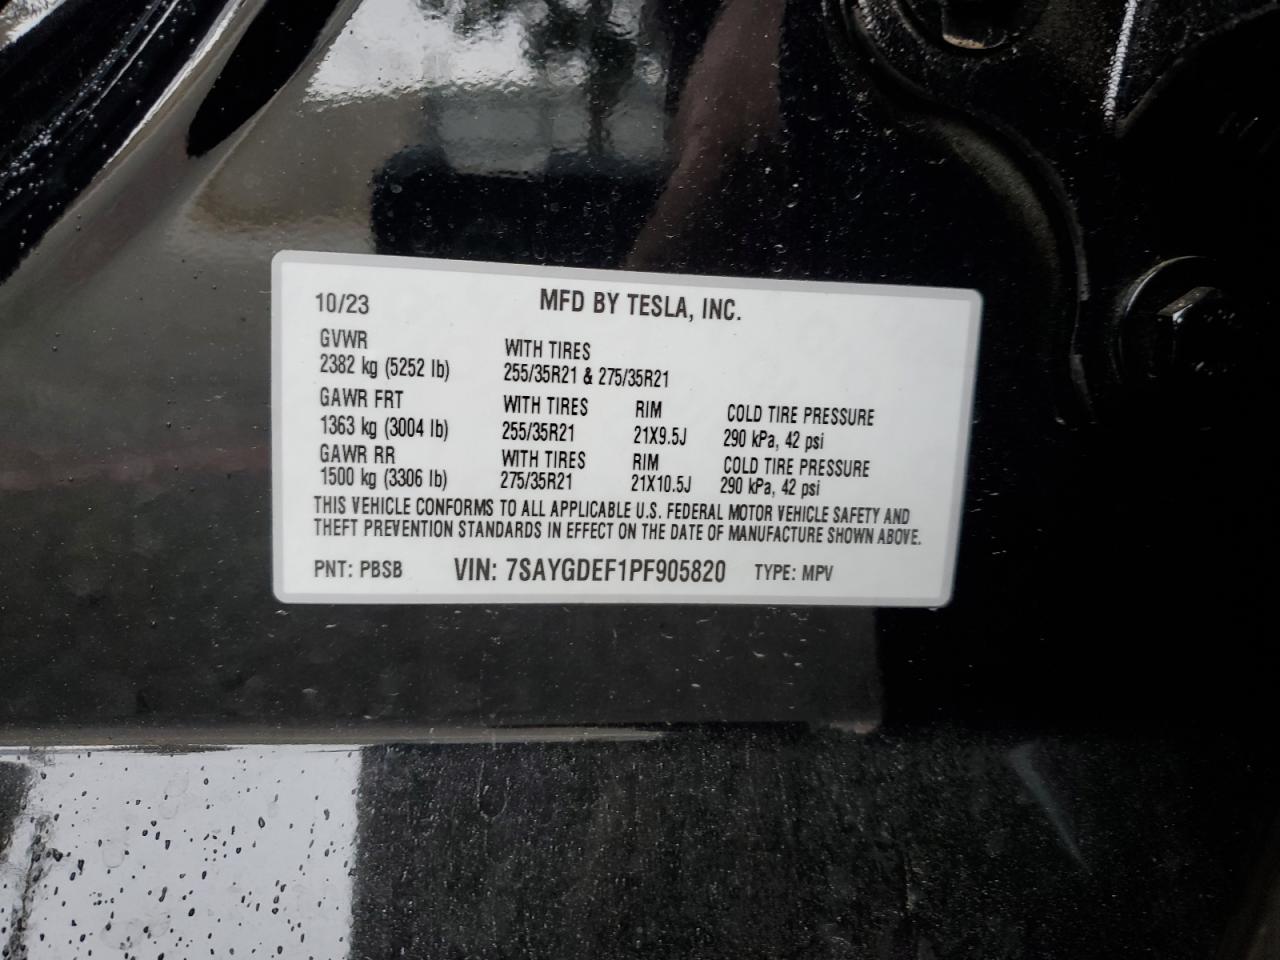 10/23 MFD BY TESLA, INC.
GVWR WITH TIRES
2382 kg (5252 lb) 255/35R21 & 275/35R21
GAWR FRT WITH TIRES RIM COLD TIRE PRESSURE
1363 kg (3004 lb) 255/35R21 21X9.5J 290 kPa, 42 psi
GAWR RR WITH TIRES RIM COLD TIRE PRESSURE
1500 kg (3306 lb) 275/35R21 21X10.5J 290 kPa, 42 psi
THIS VEHICLE CONFORMS TO ALL APPLICABLE U.S. FEDERAL MOTOR VEHICLE SAFETY AND
THEFT PREVENTION STANDARDS IN EFFECT ON THE DATE OF MANUFACTURE SHOWN ABOVE.
PNT: PBSB VIN: 7SAYGDEF1PF905820 TYPE: MPV